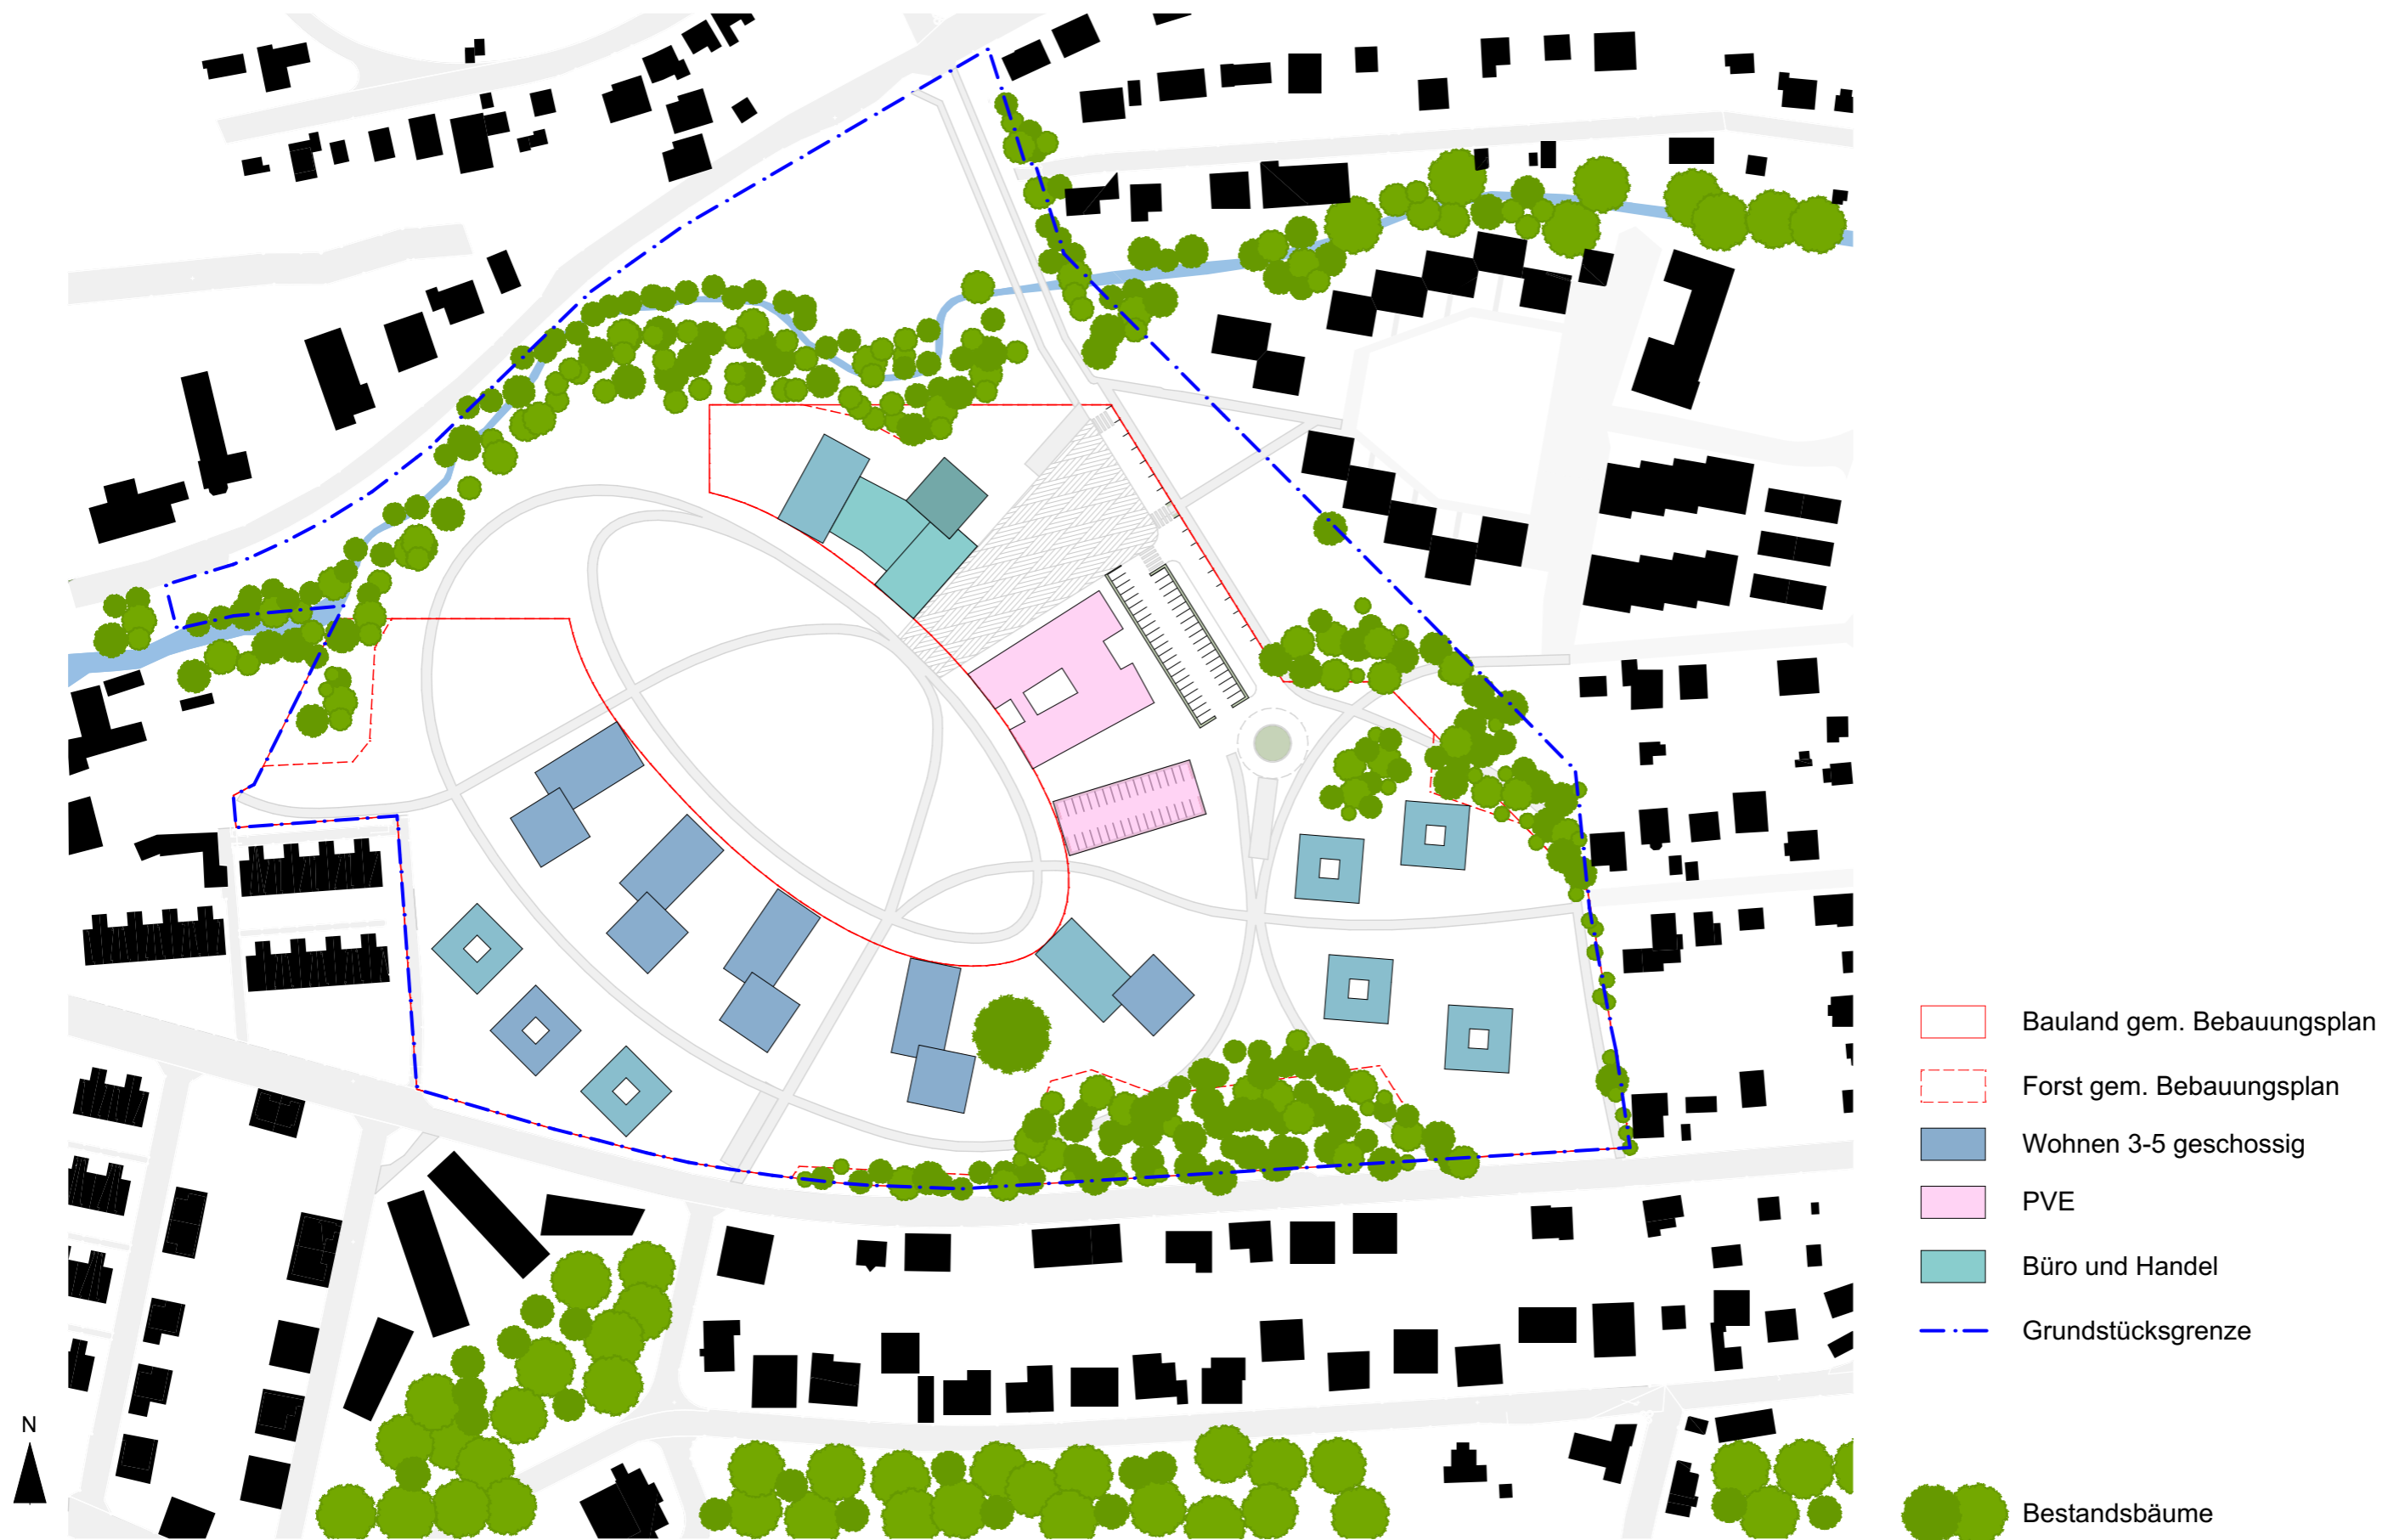 Bauland gem. Bebauungsplan
Forst gem. Bebauungsplan
Wohnen 3-5 geschossig
PVE
Büro und Handel
Grundstücksgrenze
N
Bestandsbäume